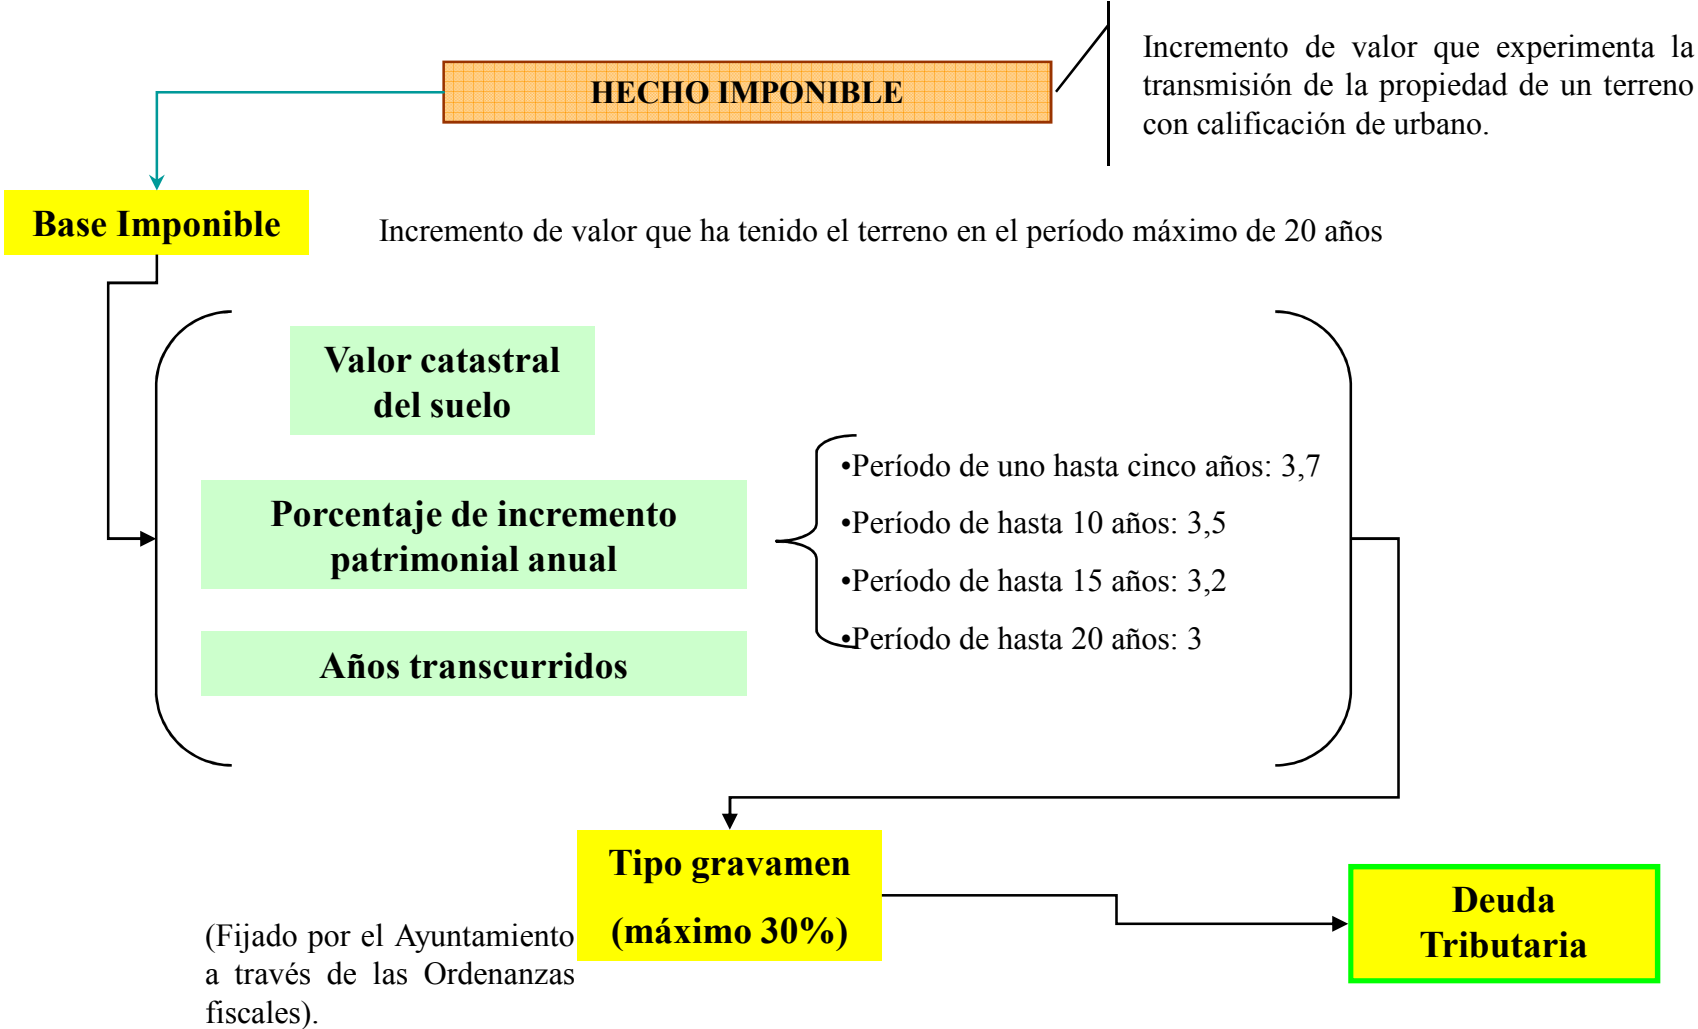 Incremento de valor que experimenta la
transmisión de la propiedad de un terreno
con calificación de urbano.
HECHO IMPONIBLE
Base Imponible
Incremento de valor que ha tenido el terreno en el período máximo de 20 años
Valor catastral
del suelo
Porcentaje de incremento
patrimonial anual
•Período de uno hasta cinco años: 3,7
•Período de hasta 10 años: 3,5
•Período de hasta 15 años: 3,2
•Período de hasta 20 años: 3
Años transcurridos
Tipo gravamen
(máximo 30%)
(Fijado por el Ayuntamiento
a través de las Ordenanzas
fiscales).
Deuda
Tributaria